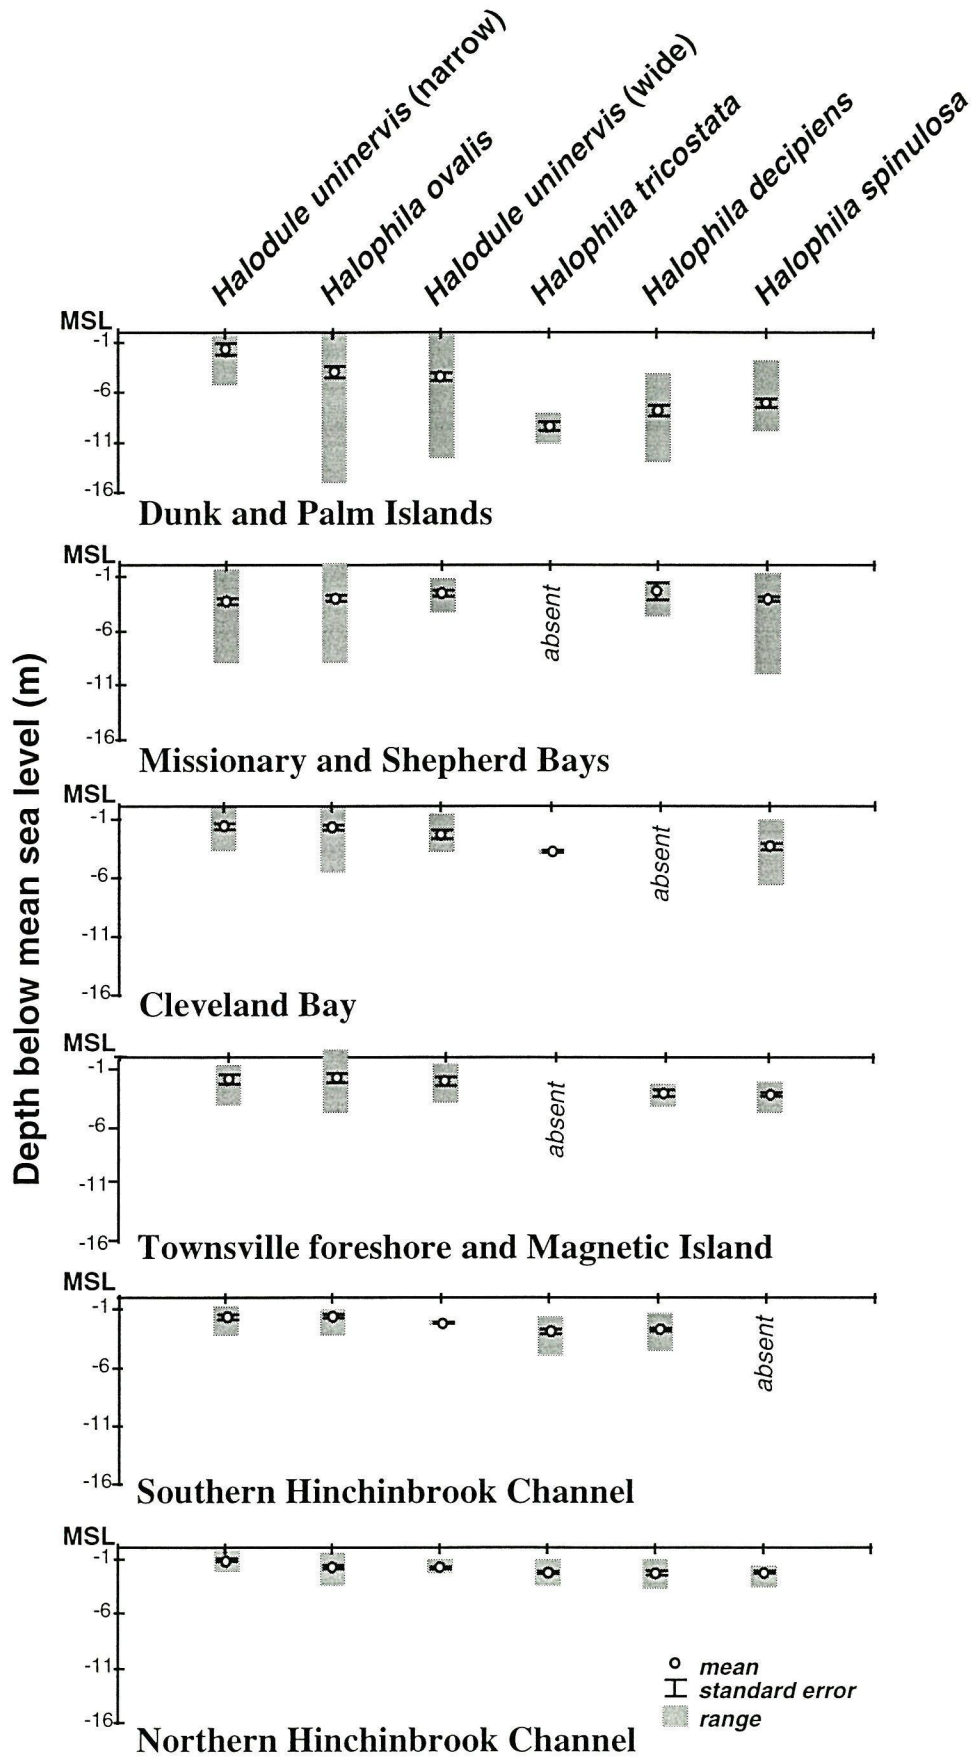 Halodule uninervis (narrow)
Halophila ovalis
Halodule uninervis (wide)
Halophila tricostata
Halophila decipiens
Halophila spinulosa
Depth below mean sea level (m)
MSL
-1
-6
-11
-16
Dunk and Palm Islands
MSL
-1
-6
-11
-16
absent
Missionary and Shepherd Bays
MSL
-1
-6
-11
-16
absent
Cleveland Bay
MSL
-1
-6
-11
-16
absent
Townsville foreshore and Magnetic Island
MSL
-1
-6
-11
-16
absent
Southern Hinchinbrook Channel
MSL
-1
-6
-11
-16
mean
standard error
range
Northern Hinchinbrook Channel